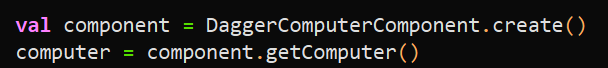 val component = DaggerComputerComponent.create()
computer = component.getComputer()